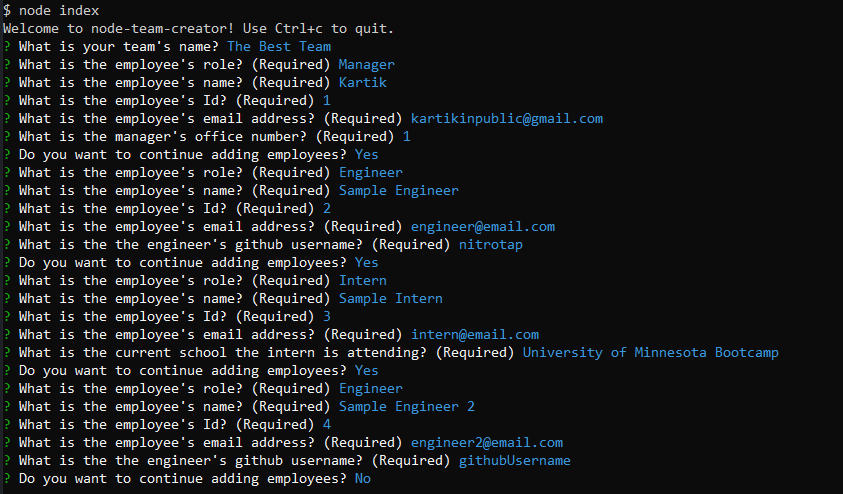 $ node index
Welcome to node-team-creator! Use Ctrl+c to quit.
? What is your team's name? The Best Team
? What is the employee's role? (Required) Manager
? What is the employee's name? (Required) Kartik
? What is the employee's Id? (Required) 1
? What is the employee's email address? (Required) kartikinpublic@gmail.com
? What is the manager's office number? (Required) 1
? Do you want to continue adding employees? Yes
? What is the employee's role? (Required) Engineer
? What is the employee's name? (Required) Sample Engineer
? What is the employee's Id? (Required) 2
? What is the employee's email address? (Required) engineer@email.com
? What is the the engineer's github username? (Required) nitrotap
? Do you want to continue adding employees? Yes
? What is the employee's role? (Required) Intern
? What is the employee's name? (Required) Sample Intern
? What is the employee's Id? (Required) 3
? What is the employee's email address? (Required) intern@email.com
? What is the current school the intern is attending? (Required) University of Minnesota Bootcamp
? Do you want to continue adding employees? Yes
? What is the employee's role? (Required) Engineer
? What is the employee's name? (Required) Sample Engineer 2
? What is the employee's Id? (Required) 4
? What is the employee's email address? (Required) engineer2@email.com
? What is the the engineer's github username? (Required) githubUsername
? Do you want to continue adding employees? No